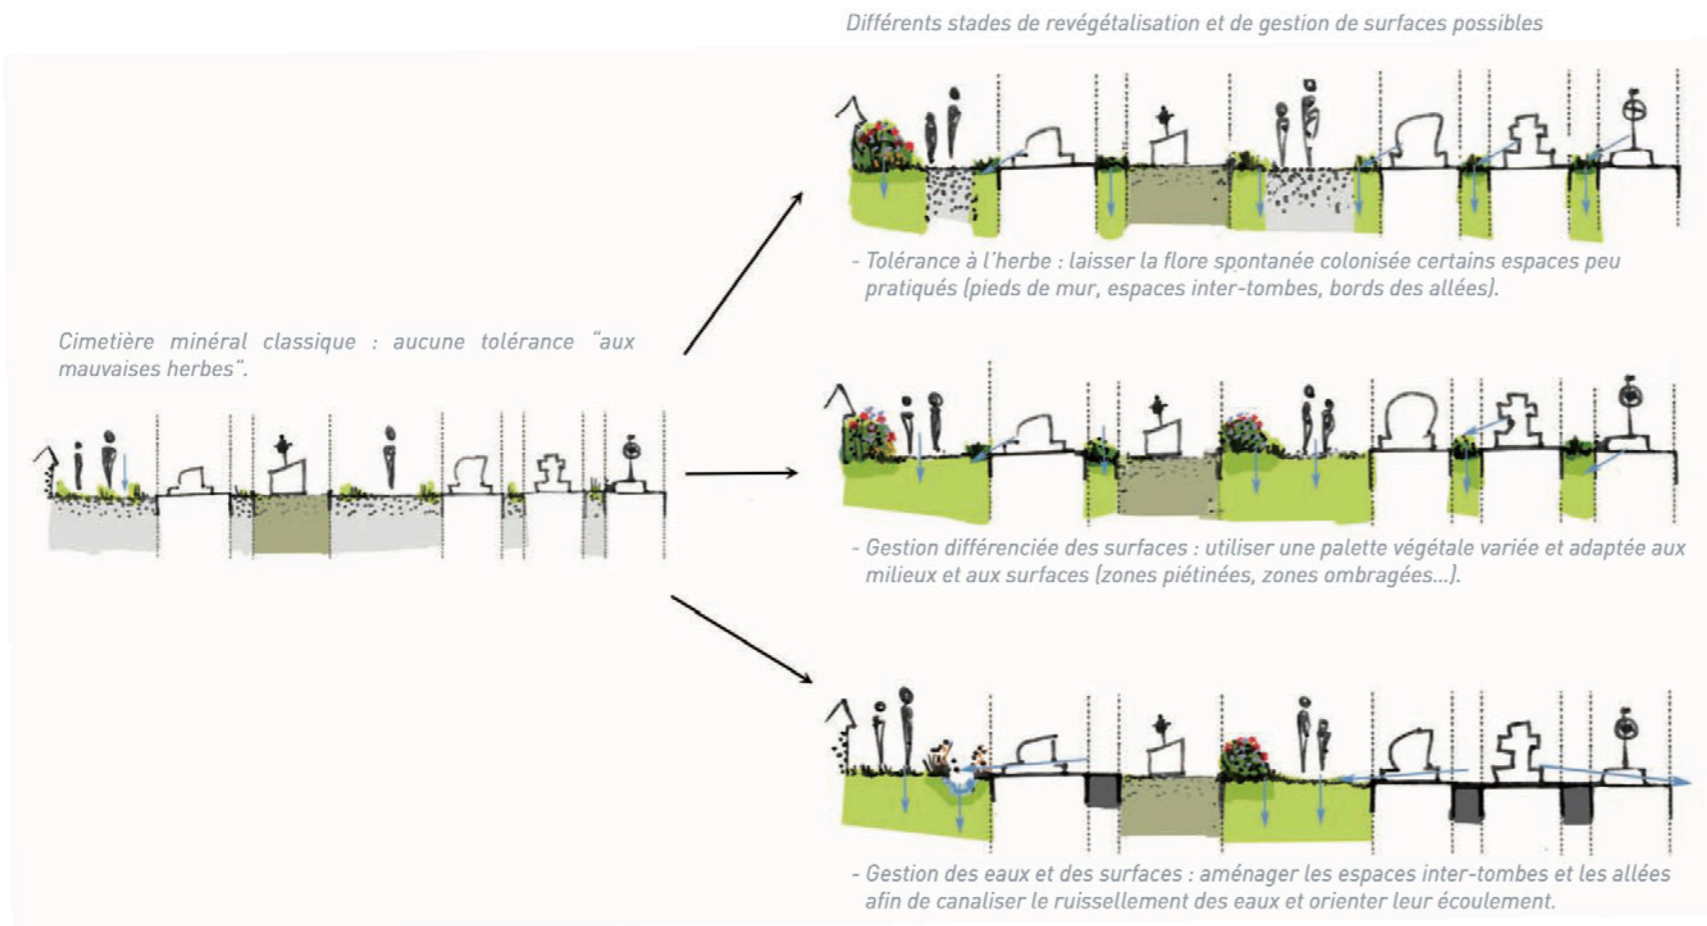 Différents stades de revégétalisation et de gestion de surfaces possibles
- Tolérance à l'herbe : laisser la flore spontanée colonisée certains espaces peu
pratiqués (pieds de mur, espaces inter-tombes, bords des allées).
Cimetière minéral classique : aucune tolérance “aux
mauvaises herbes”.
- Gestion différenciée des surfaces : utiliser une palette végétale variée et adaptée aux
milieux et aux surfaces (zones piétinées, zones ombragées...).
- Gestion des eaux et des surfaces : aménager les espaces inter-tombes et les allées
afin de canaliser le ruissellement des eaux et orienter leur écoulement.